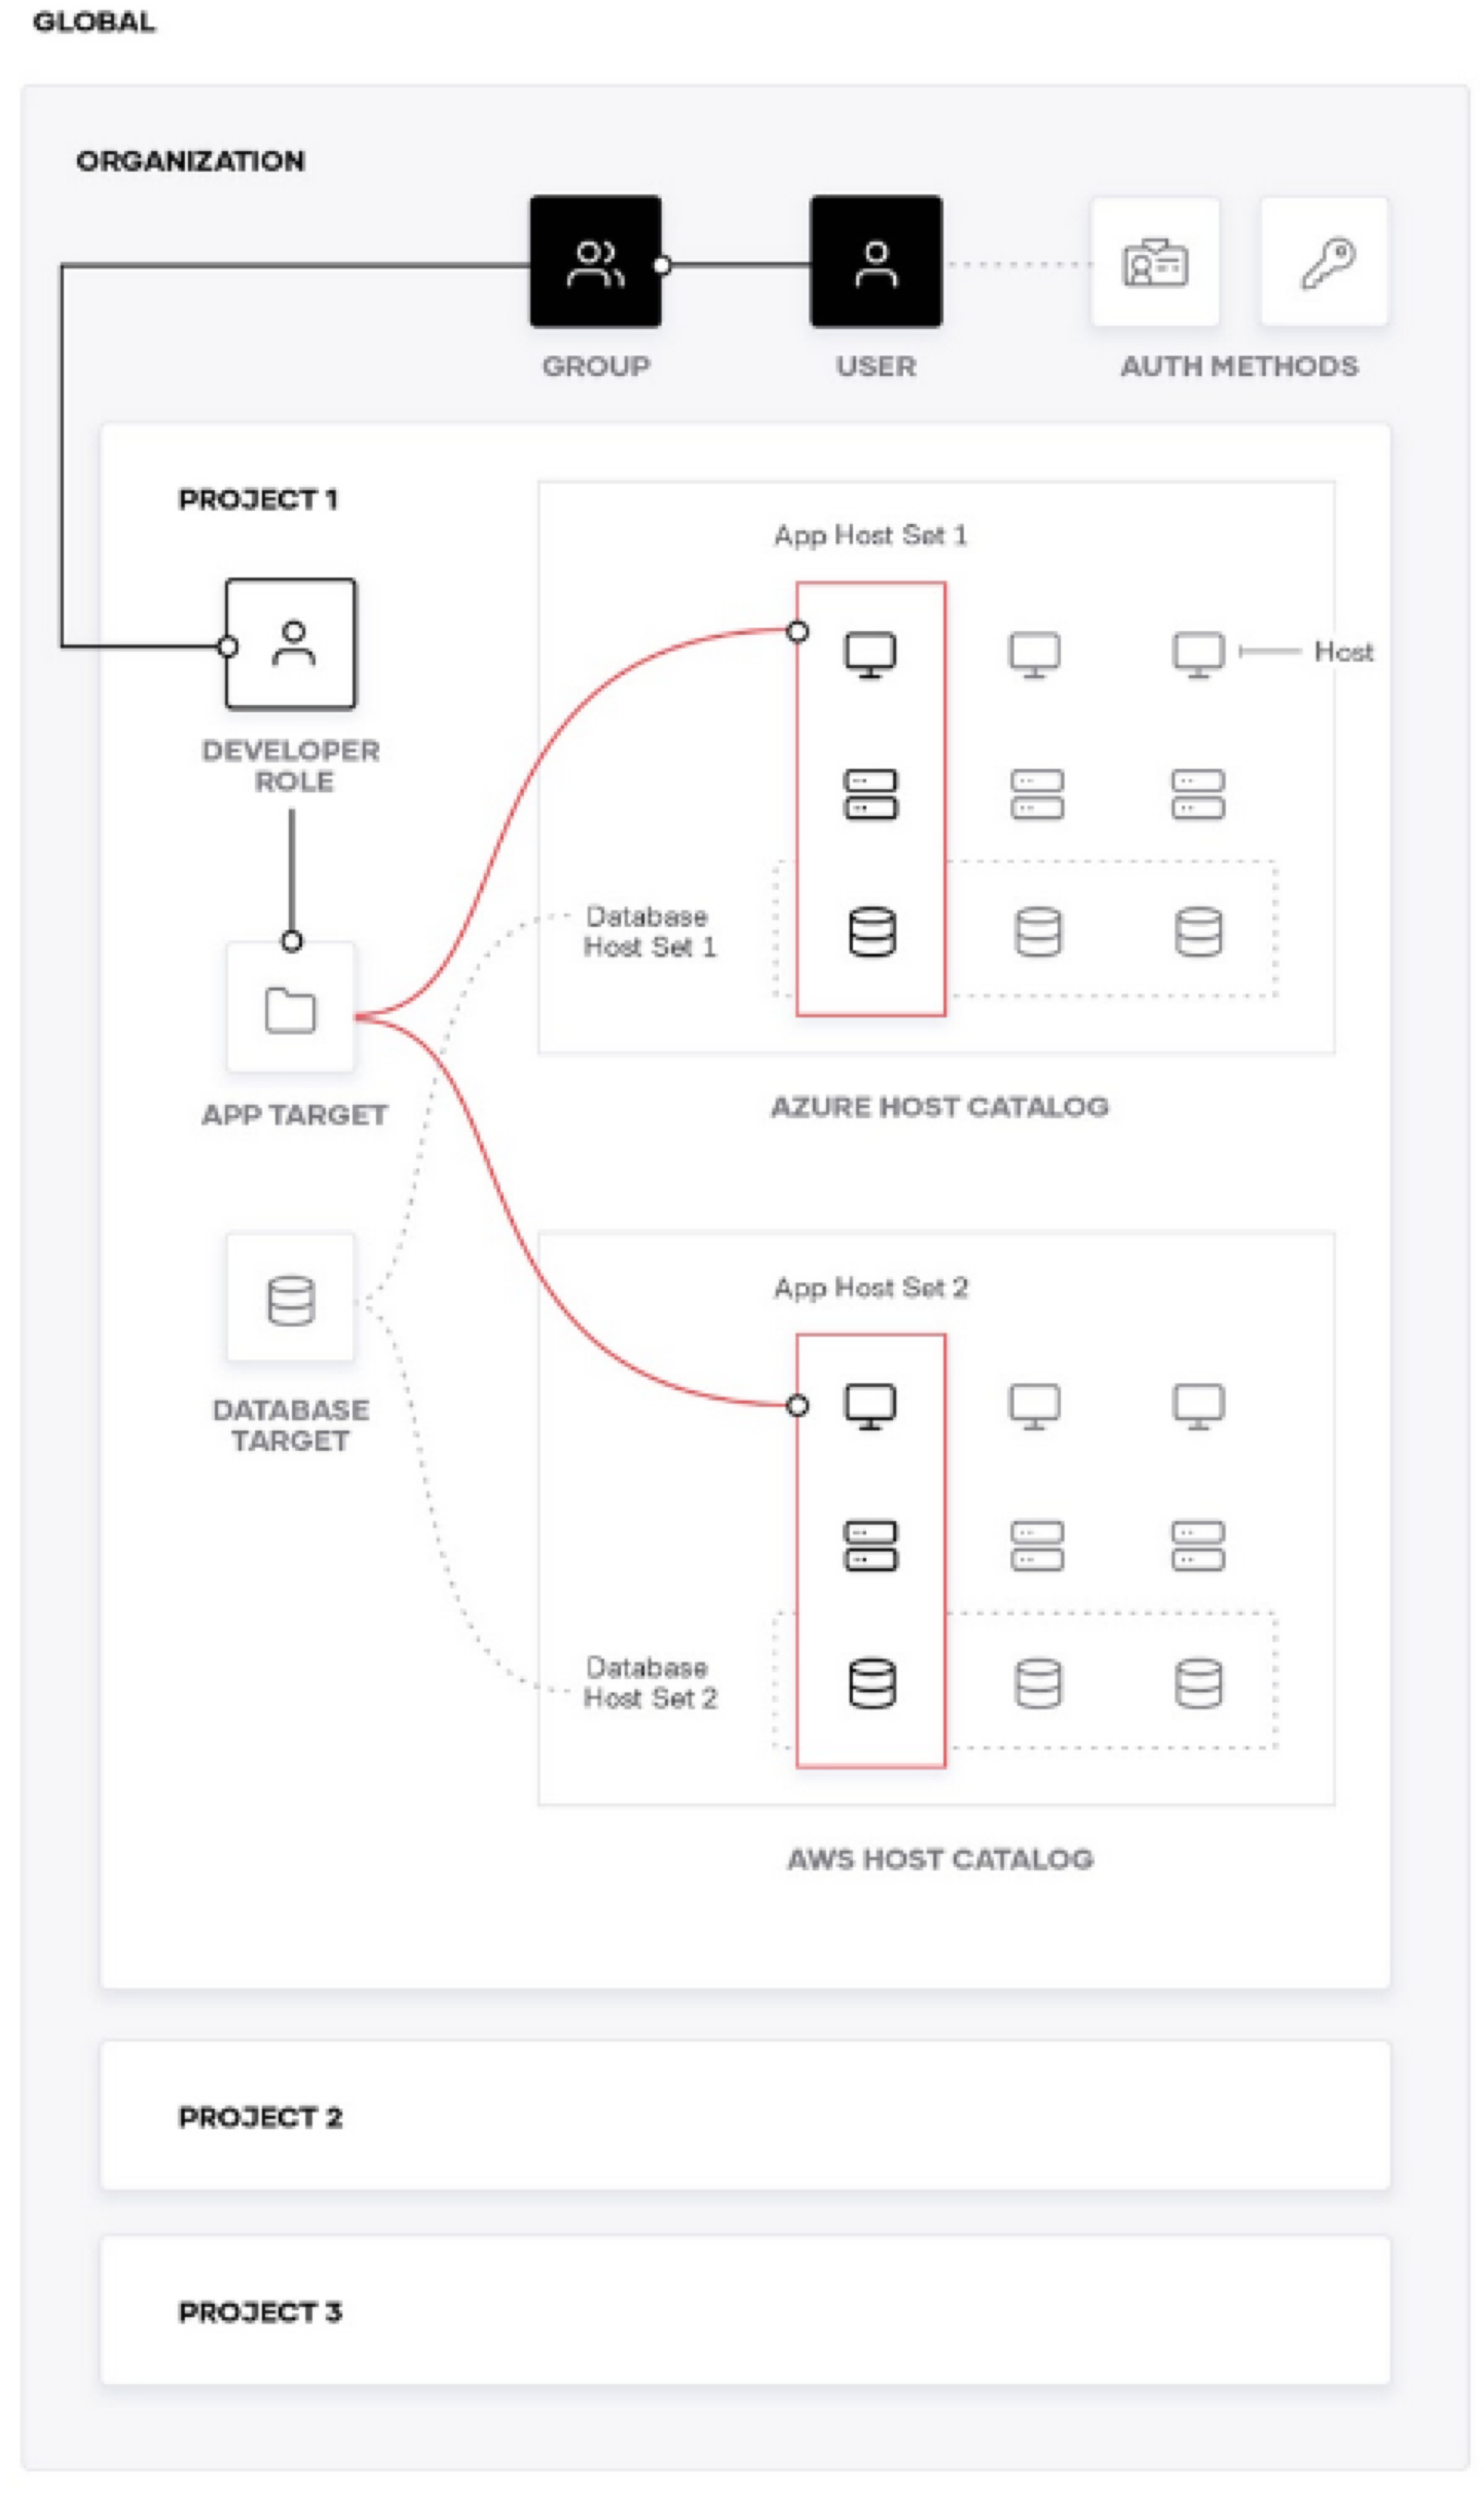 GLOBAL
ORGANIZATION
GROUP
USER
AUTH METHODS
PROJECT 1
App Host Set 1
Host
DEVELOPER
ROLE
Database
Host Set 1
APP TARGET
AZURE HOST CATALOG
App Host Set 2
DATABASE
TARGET
Database
Host Set 2
AWS HOST CATALOG
PROJECT 2
PROJECT 3